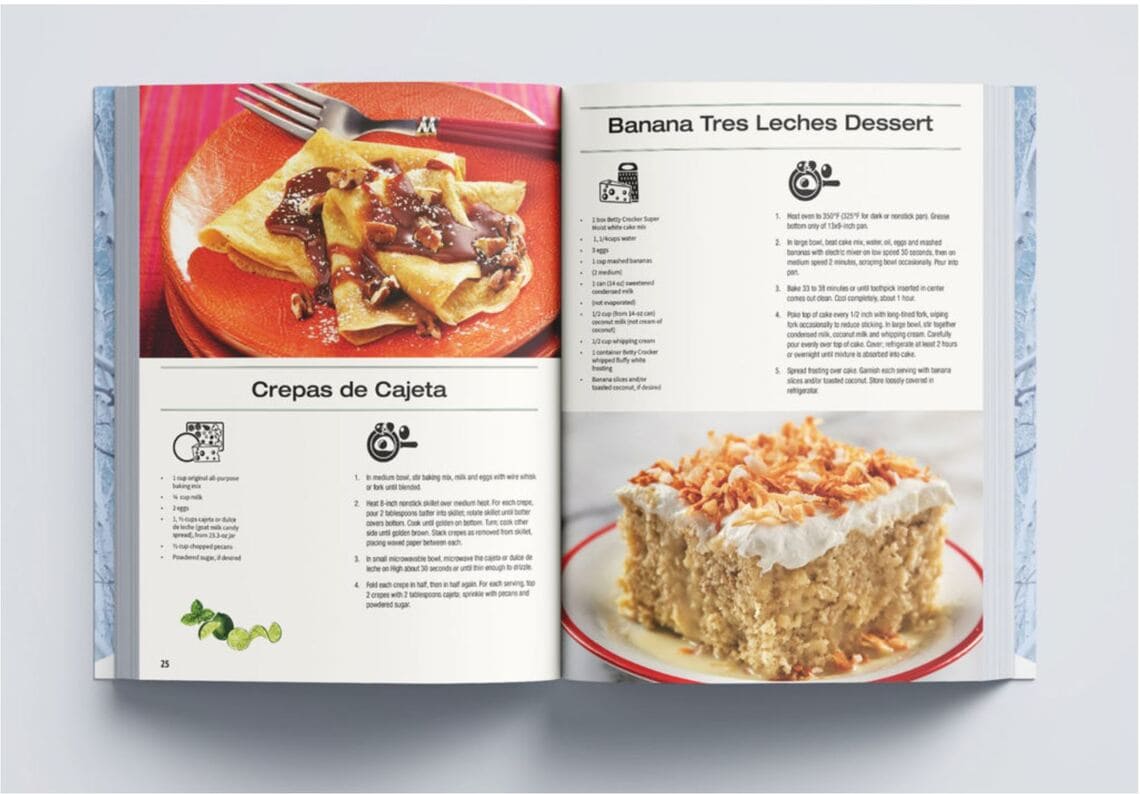 Crepas de Cajeta
1 cup original all-purpose
baking mix
¾ cup milk
2 eggs
1, ½ cups cajeta or dulce
de leche (goat milk candy
spread), from 23.3-oz jar
½ cup chopped pecans
Powdered sugar, if desired
1. In medium bowl, stir baking mix, milk and eggs with wire whisk
or fork until blended.
2. Heat 8-inch nonstick skillet over medium heat. For each crepe,
pour 2 tablespoons batter into skillet; rotate skillet until batter
covers bottom. Cook until golden on bottom. Turn; cook other
side until golden brown. Stack crepes as removed from skillet,
placing waxed paper between each.
3. In small microwavable bowl, microwave the cajeta or dulce de
leche on High about 30 seconds or until thin enough to drizzle.
4. Fold each crepe in half, then in half again. For each serving, top
2 crepes with 2 tablespoons cajeta; sprinkle with pecans and
powdered sugar.
25
Banana Tres Leches Dessert
1 box Betty Crocker Super
Moist white cake mix
1, 1/4cups water
3 eggs
1 cup mashed bananas
(2 medium)
1 can (14 oz) sweetened
condensed milk
(not evaporated)
1/2 cup (from 14-oz can)
coconut milk (not cream of
coconut)
1/2 cup whipping cream
1 container Betty Crocker
whipped fluffy white
frosting
Banana slices and/or
toasted coconut, if desired
1. Heat oven to 350°F (325°F for dark or nonstick pan). Grease
bottom only of 13x9-inch pan.
2. In large bowl, beat cake mix, water, oil, eggs and mashed
bananas with electric mixer on low speed 30 seconds, then on
medium speed 2 minutes, scraping bowl occasionally. Pour into
pan.
3. Bake 33 to 38 minutes or until toothpick inserted in center
comes out clean. Cool completely, about 1 hour.
4. Poke top of cake every 1/2 inch with long-tined fork, wiping
fork occasionally to reduce sticking. In large bowl, stir together
condensed milk, coconut milk and whipping cream. Carefully
pour evenly over top of cake. Cover; refrigerate at least 2 hours
or overnight until mixture is absorbed into cake.
5. Spread frosting over cake. Garnish each serving with banana
slices and/or toasted coconut. Store loosely covered in
refrigerator.